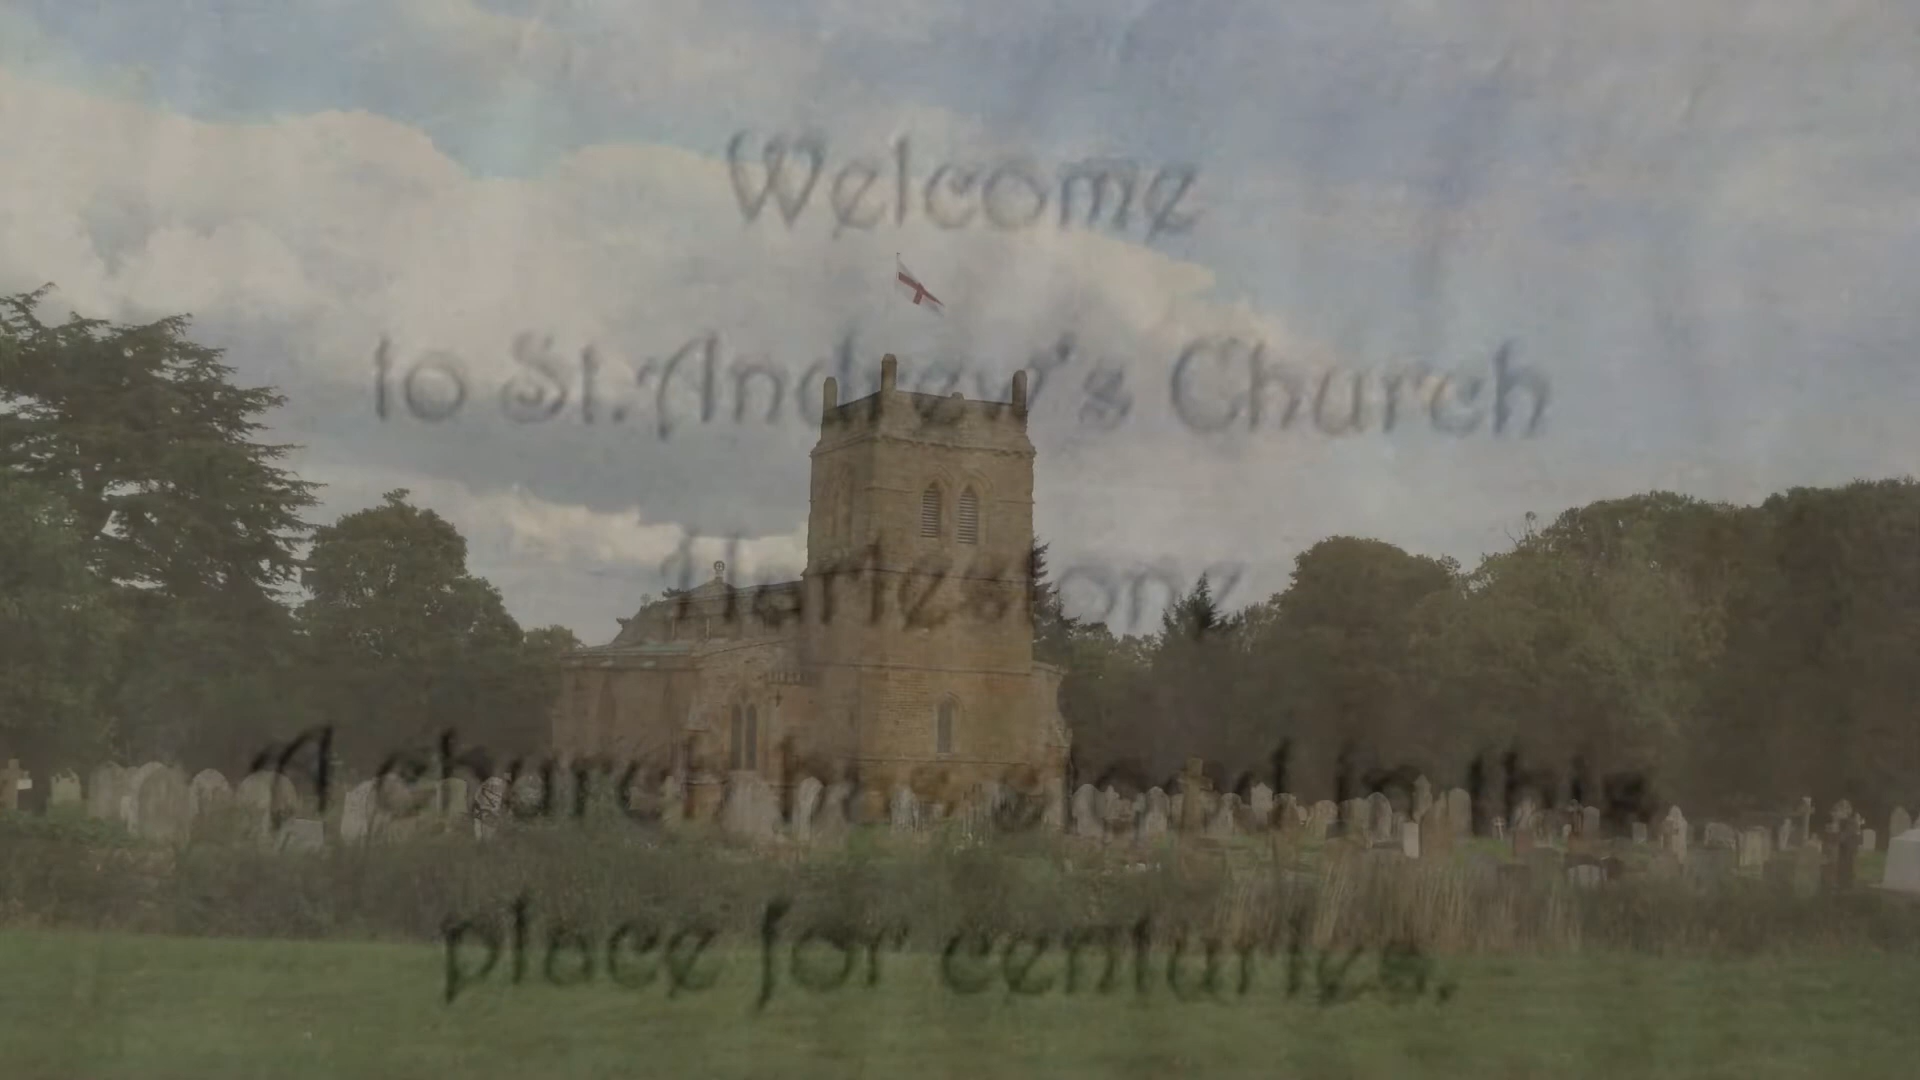 Welcome
to St.Andrew's Church
Harlestone
A church has stood in this
place for centuries.